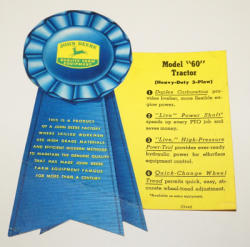 JOHN DEERE
QUALITY FARM
EQUIPMENT
THIS IS A PRODUCT
OF A JOHN DEERE FACTORY
WHERE SKILLED WORKMEN
USE HIGH GRADE MATERIALS
AND EFFICIENT MODERN METHODS
TO MAINTAIN THE GENUINE QUALITY
THAT HAS MADE JOHN DEERE
FARM EQUIPMENT FAMOUS
FOR MORE THAN A CENTURY
Model "60"
Tractor
(Heavy-Duty 3-Plow)
1 Duplex Carburetion pro-
vides livelier, more flexible en-
gine power.
2 "Live" Power Shaft*
speeds up every PTO job and
saves money.
3 "Live," High-Pressure
Powr-Trol provides ever-ready
hydraulic power for effortless
equipment control.
4 Quick-Change Wheel
Tread permits quick, easy, ac-
curate wheel-tread adjustment.
*Available as extra equipment.